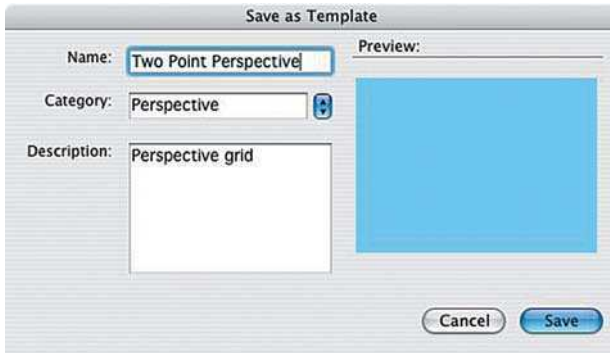 Save as Template
Name: Two Point Perspective
Category: Perspective
Description: Perspective grid
Preview:
Cancel Save